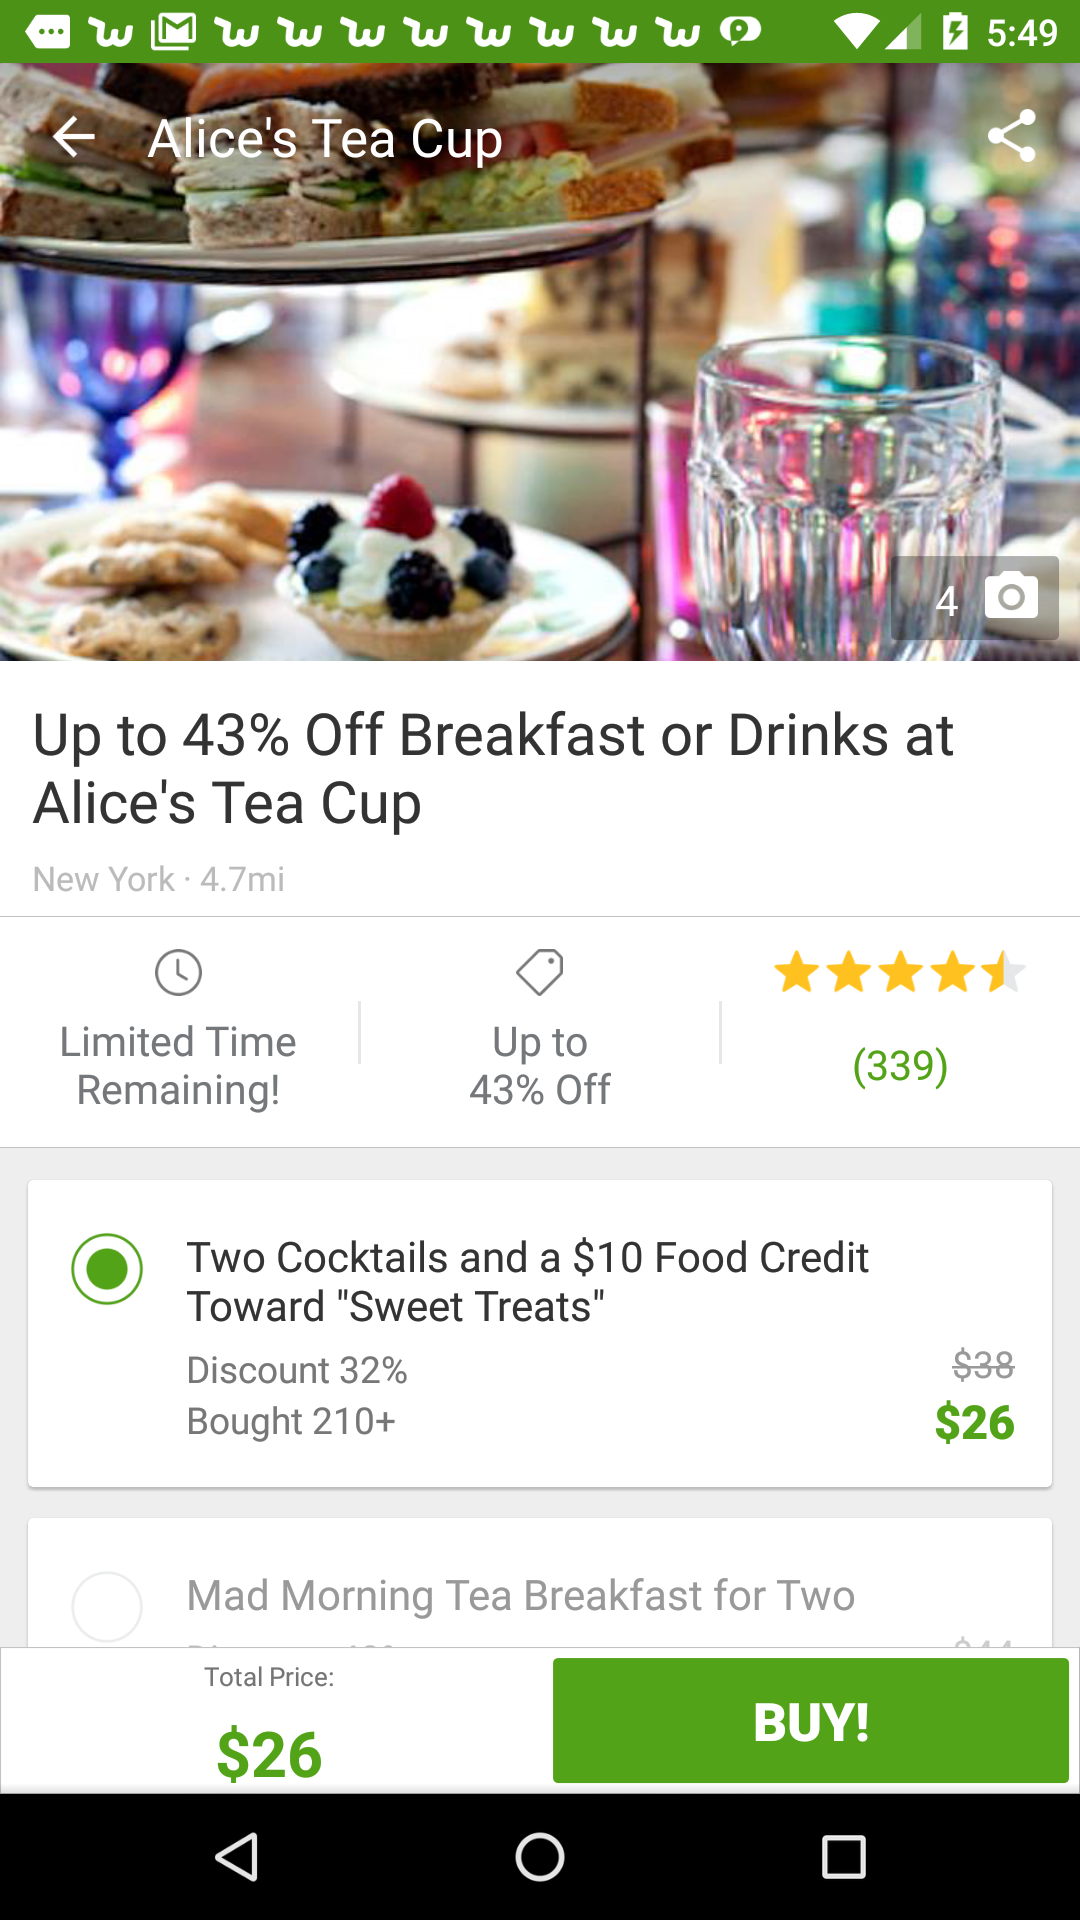 5:49
Alice's Tea Cup
4
Up to 43% Off Breakfast or Drinks at
Alice's Tea Cup
New York · 4.7mi
Limited Time
Remaining!
Up to
43% Off
(339)
Two Cocktails and a $10 Food Credit
Toward "Sweet Treats"
Discount 32%
$38
Bought 210+
$26
Mad Morning Tea Breakfast for Two
Total Price:
$26
BUY!